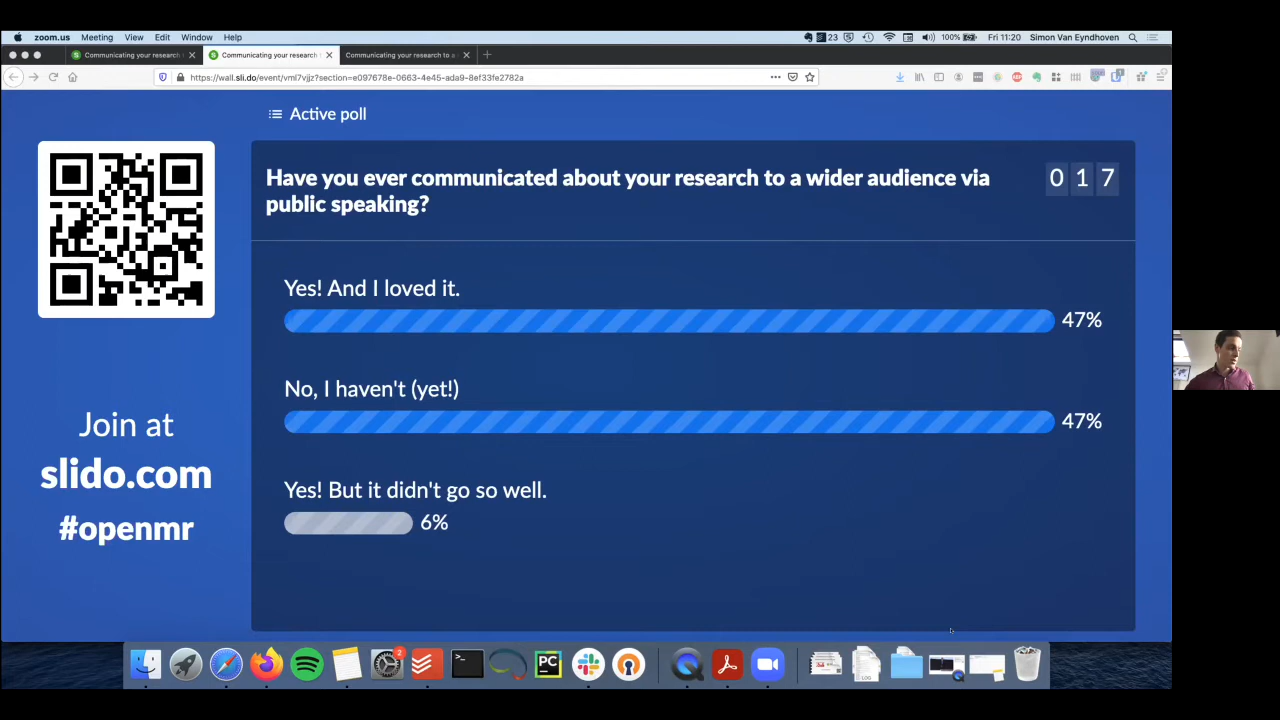 zoom.us Meeting View Edit Window Help
23 100% Fri 11:20 Simon Van Eyndhoven
Communicating your research
Communicating your research
Communicating your research to a
https://wall.sli.do/event/vml7vjjz?section=e097678e-0663-4e45-ada9-8ef33fe2782a
Active poll
Have you ever communicated about your research to a wider audience via
public speaking?
0 1 7
Yes! And I loved it.
47%
No, I haven't (yet!)
47%
Yes! But it didn't go so well.
6%
Join at
slido.com
#openmr
2
PC
LOG